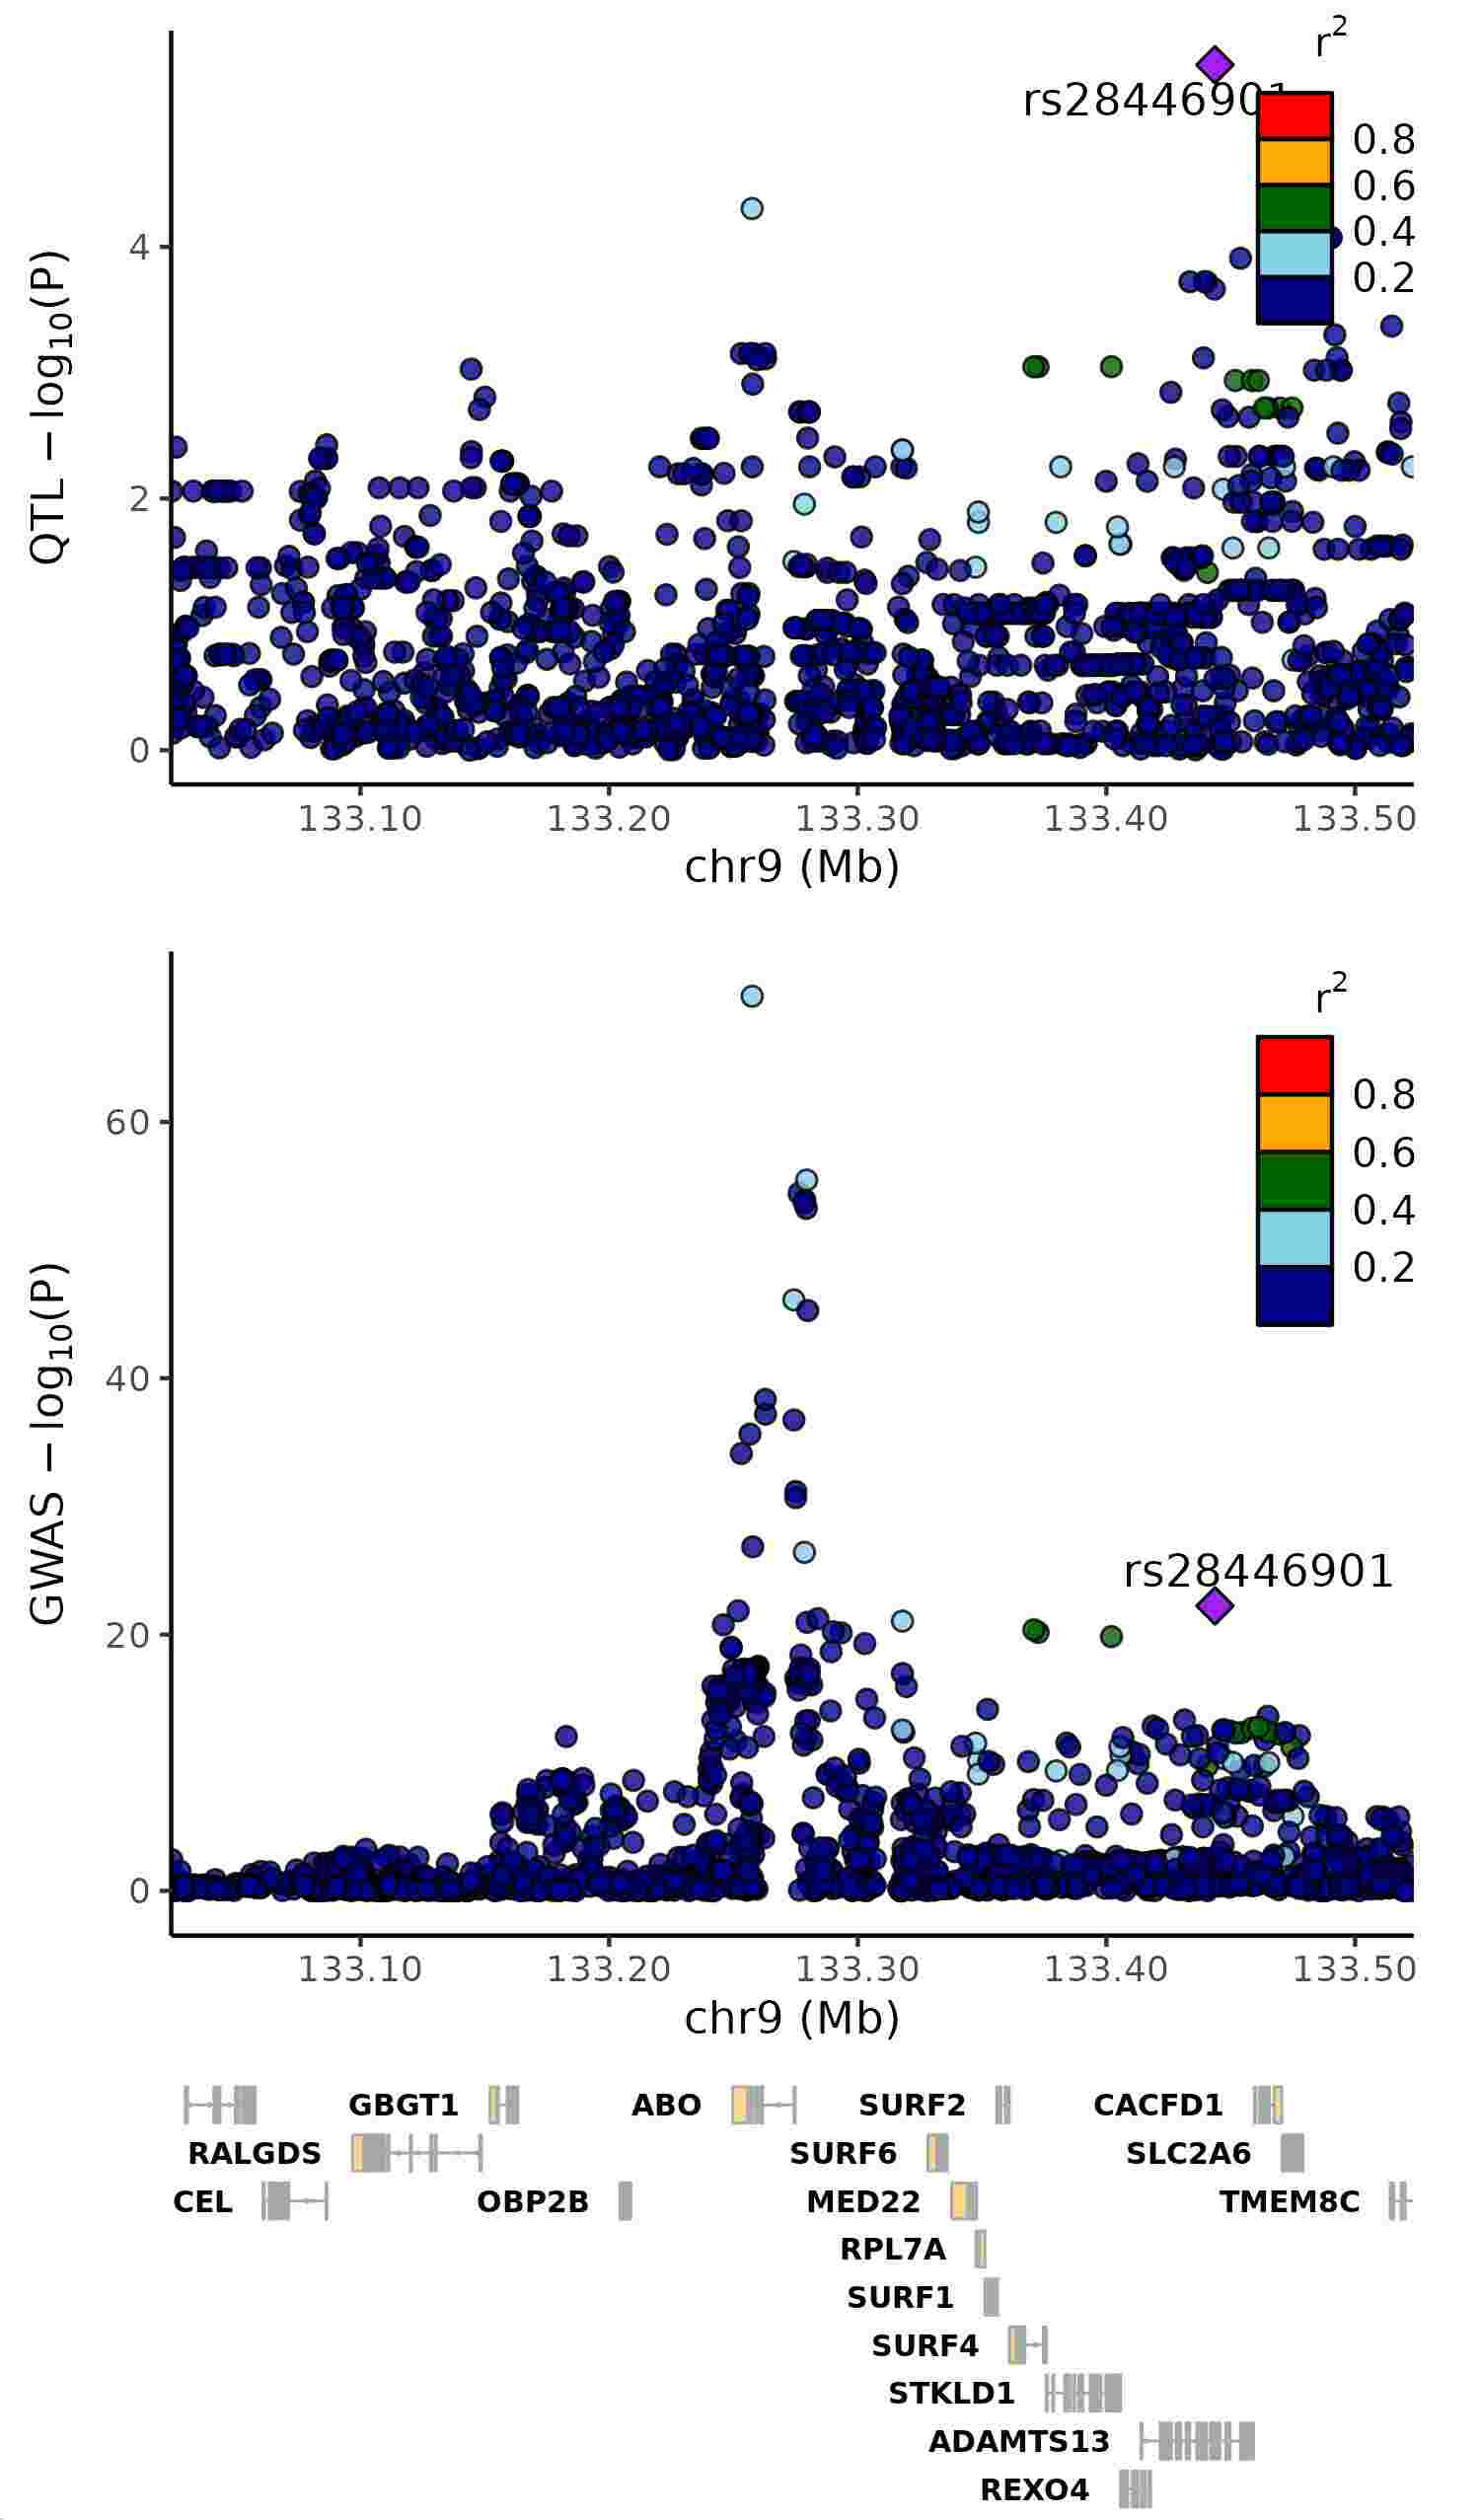 r²
rs28446901
0.8
0.6
0.4
0.2
4
2
0
QTL − log₁₀(P)
133.10 133.20 133.30 133.40 133.50
chr9 (Mb)
r²
0.8
0.6
0.4
0.2
60
40
20
0
GWAS − log₁₀(P)
rs28446901
133.10 133.20 133.30 133.40 133.50
chr9 (Mb)
GBGT1 ABO SURF2 CACFD1
RALGDS SURF6 SLC2A6
CEL OBP2B MED22 TMEM8C
RPL7A
SURF1
SURF4
STKLD1
ADAMTS13
REXO4